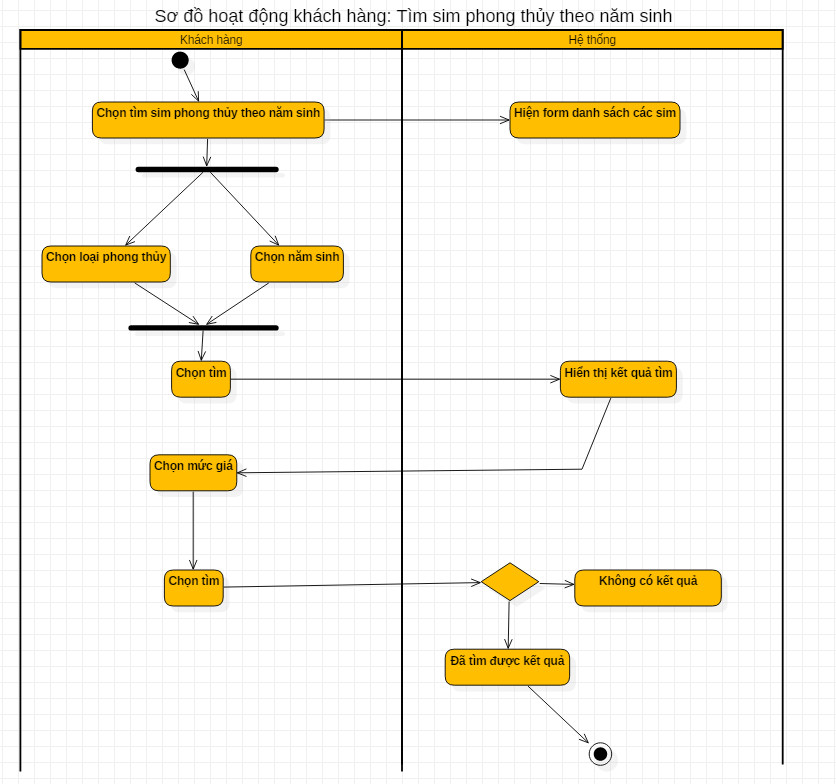 Sơ đồ hoạt động khách hàng: Tìm sim phong thủy theo năm sinh
Khách hàng
Hệ thống
Chọn tìm sim phong thủy theo năm sinh
Hiện form danh sách các sim
Chọn loại phong thủy
Chọn năm sinh
Chọn tìm
Hiển thị kết quả tìm
Chọn mức giá
Chọn tìm
Không có kết quả
Đã tìm được kết quả